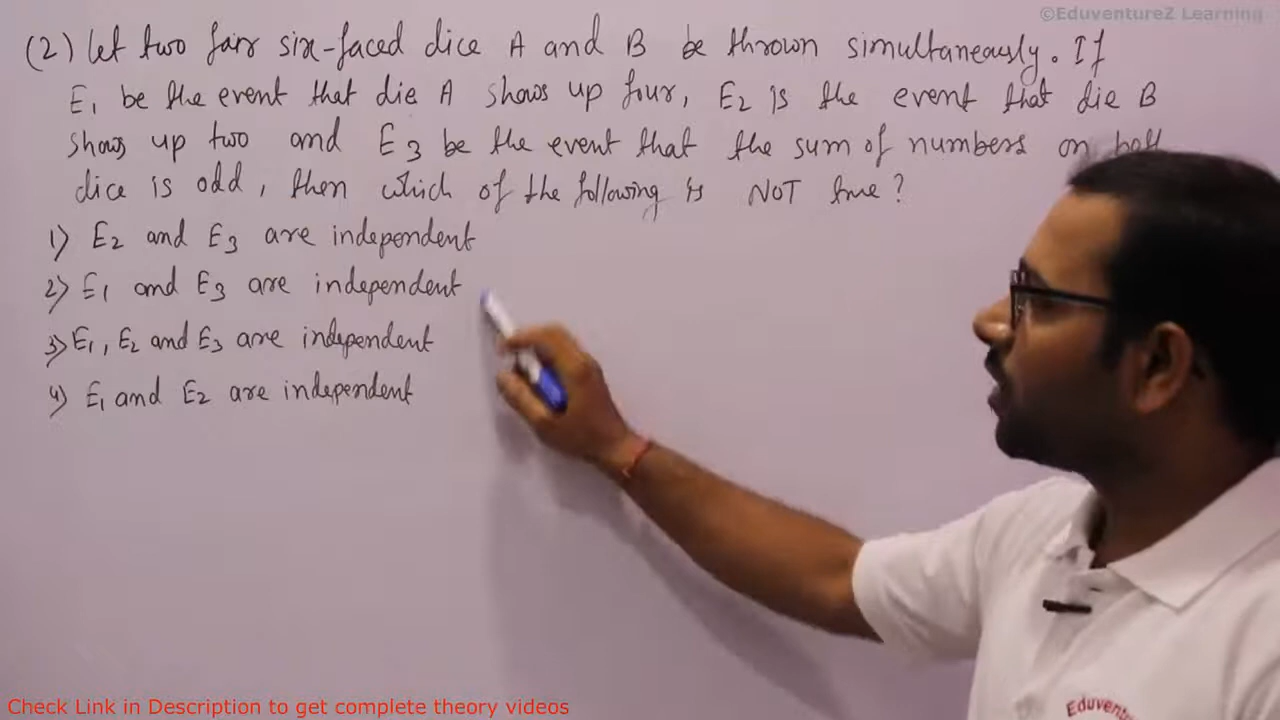 ©EduventureZ Learning
(2) Let two fair six-faced dice A and B be thrown simultaneously. If
E1 be the event that die A shows up four, E2 is the event that die B
shows up two and E3 be the event that the sum of numbers on
dice is odd, then which of the following is NOT true?
1) E2 and E3 are independent
2) E1 and E3 are independent
3) E1, E2 and E3 are independent
4) E1 and E2 are independent
Check Link in Description to get complete theory videos